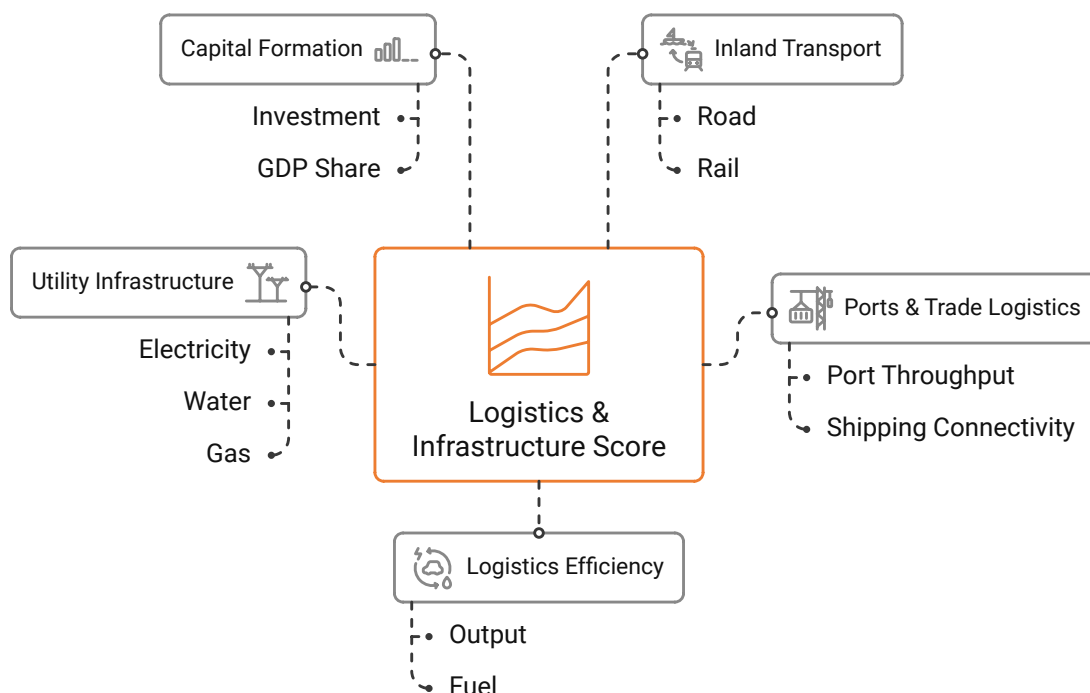 Capital Formation
Investment
GDP Share
Inland Transport
Road
Rail
Utility Infrastructure
Electricity
Water
Gas
Logistics &
Infrastructure Score
Ports & Trade Logistics
Port Throughput
Shipping Connectivity
Logistics Efficiency
Output
Fuel